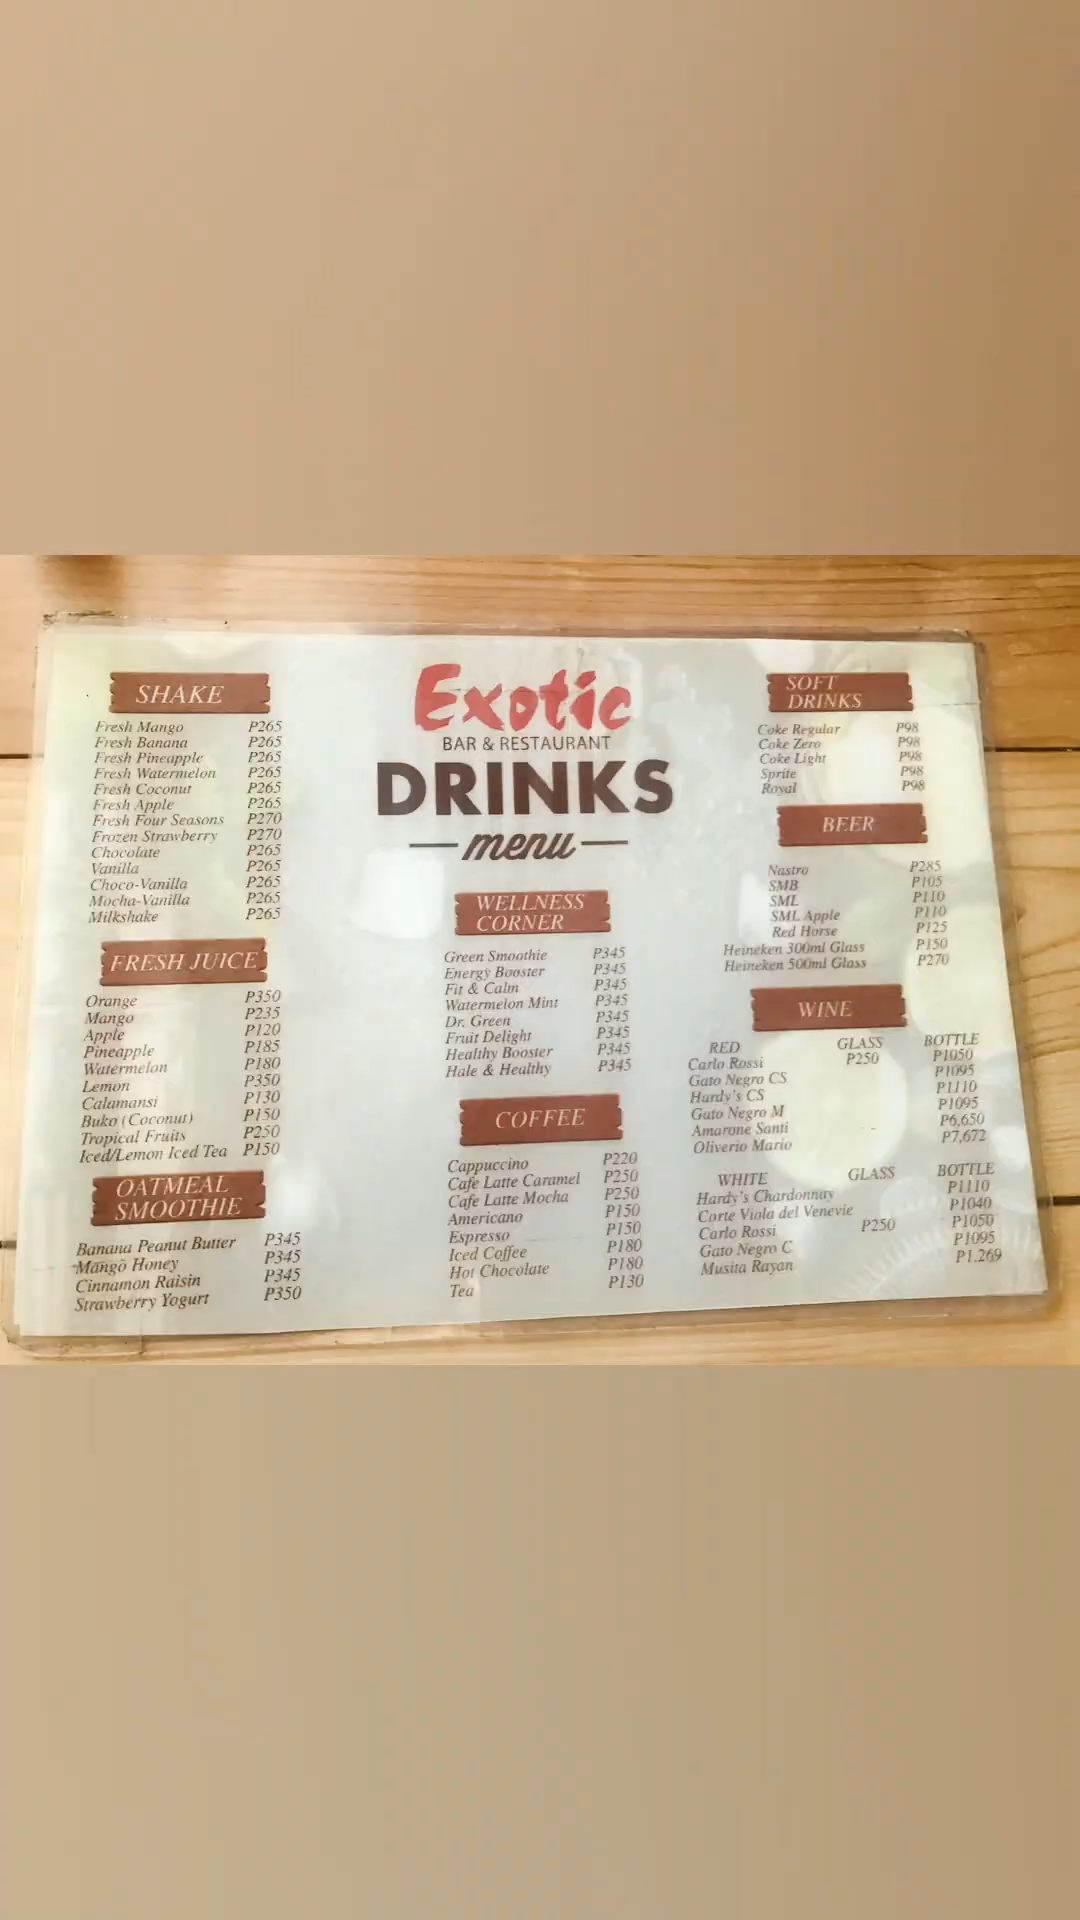 SHAKE
Fresh Mango P265
Fresh Banana P265
Fresh Pineapple P265
Fresh Watermelon P265
Fresh Coconut P265
Fresh Apple P265
Fresh Four Seasons P270
Frozen Strawberry P270
Chocolate P265
Vanilla P265
Choco-Vanilla P265
Mocha-Vanilla P265
Milkshake P265
FRESH JUICE
Orange P350
Mango P235
Apple P120
Pineapple P185
Watermelon P180
Lemon P350
Calamansi P130
Buko (Coconut) P150
Tropical Fruits P250
Iced/Lemon Iced Tea P150
OATMEAL
SMOOTHIE
Banana Peanut Butter P345
Mango Honey P345
Cinnamon Raisin P345
Strawberry Yogurt P350
Exotic
BAR & RESTAURANT
DRINKS
menu
WELLNESS
CORNER
Green Smoothie P345
Energy Booster P345
Fit & Calm P345
Watermelon Mint P345
Dr. Green P345
Fruit Delight P345
Healthy Booster P345
Hale & Healthy P345
COFFEE
Cappuccino P220
Cafe Latte Caramel P250
Cafe Latte Mocha P250
Americano P150
Espresso P150
Iced Coffee P180
Hot Chocolate P180
Tea P130
SOFT
DRINKS
Coke Regular P98
Coke Zero P98
Coke Light P98
Sprite P98
Royal P98
BEER
Nastro P285
SMB P105
SML P110
SML Apple P110
Red Horse P125
Heineken 300ml Glass P150
Heineken 500ml Glass P270
WINE
RED GLASS BOTTLE
Carlo Rossi P250 P1050
Gato Negro CS P1095
Hardy's CS P1110
Gato Negro M P1095
Amarone Santi P6,650
Oliverio Mario P7,672
WHITE GLASS BOTTLE
Hardy's Chardonnay P1110
Corte Viola del Venevie P1040
Carlo Rossi P250 P1050
Gato Negro C P1095
Musita Rayan P1.269